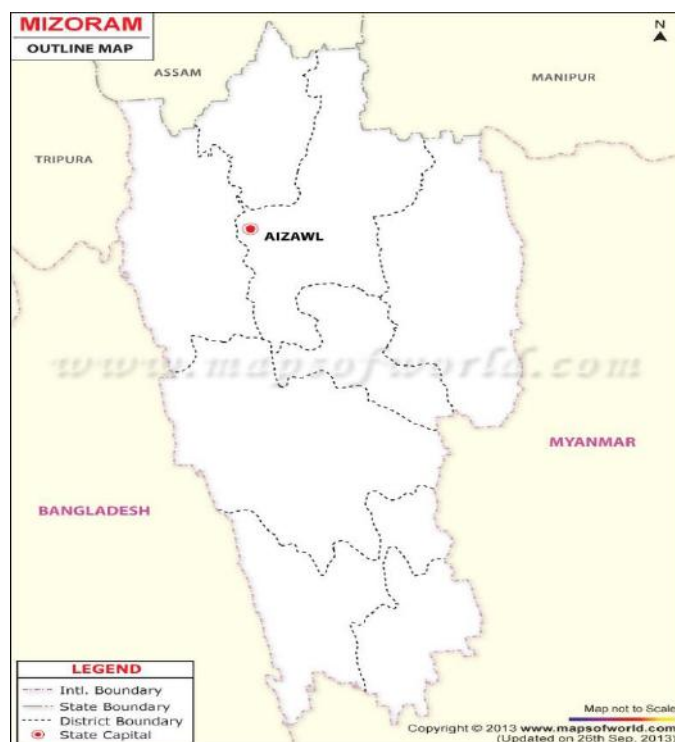 MIZORAM
OUTLINE MAP
N
ASSAM
MANIPUR
TRIPURA
AIZAWL
www.mapsofworld.com
MYANMAR
BANGLADESH
LEGEND
Intl. Boundary
State Boundary
District Boundary
State Capital
Map not to Scale
Copyright © 2013 www.mapsofworld.com
(Updated on 26th Sep, 2013)